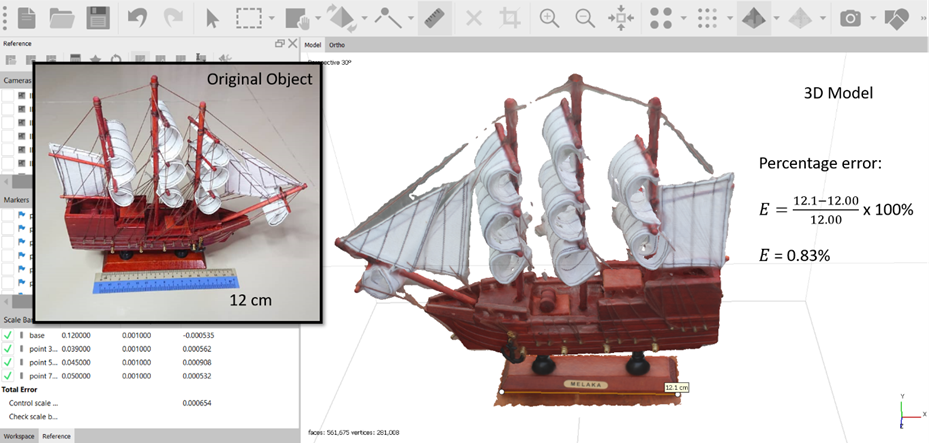 Reference
Model Ortho
Perspective 30°
Cameras
Original Object
3D Model
Percentage error:
E = 12.1−12.00 / 12.00 x 100%
E = 0.83%
Markers
12 cm
MELAKA
12.1 cm
base 0.120000 0.001000 -0.000535
point 3... 0.039000 0.001000 0.000562
point 5... 0.045000 0.001000 0.000908
point 7... 0.050000 0.001000 0.000532
Total Error
Control scale ... 0.000654
Check scale b...
Y
X
faces: 561,675 vertices: 281,008
Workspace Reference